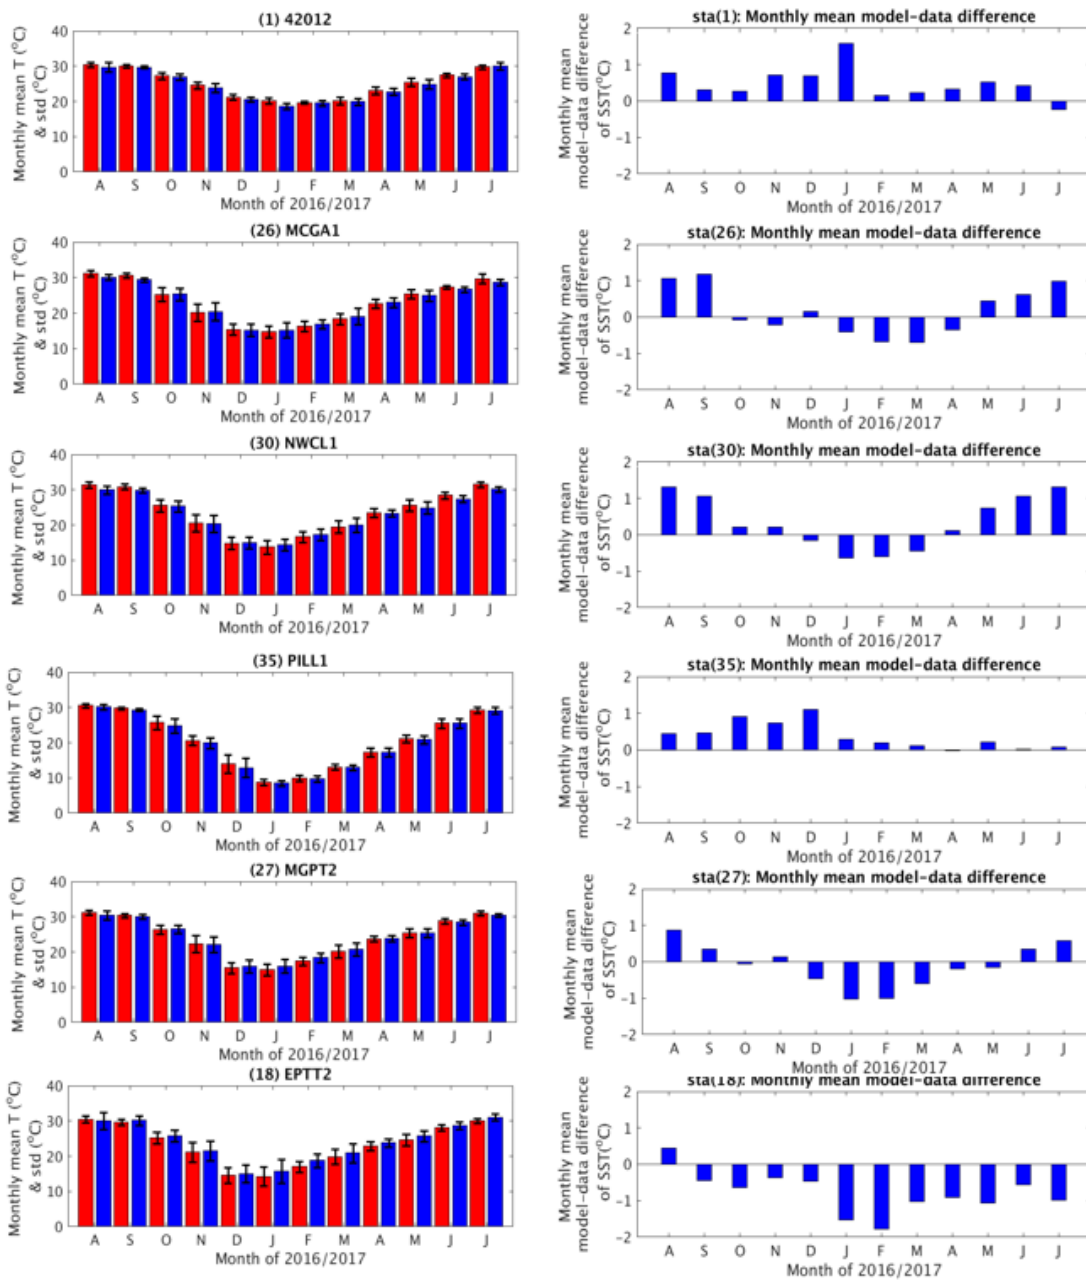 (1) 42012
Monthly mean T (°C)
& std (°C)
40
30
20
10
0
A S O N D J F M A M J J
Month of 2016/2017
sta(1): Monthly mean model-data difference
Monthly mean
model-data difference
of SST(°C)
2
1
0
-1
-2
A S O N D J F M A M J J
Month of 2016/2017
(26) MCGA1
Monthly mean T (°C)
& std (°C)
40
30
20
10
0
A S O N D J F M A M J J
Month of 2016/2017
sta(26): Monthly mean model-data difference
Monthly mean
model-data difference
of SST(°C)
2
1
0
-1
-2
A S O N D J F M A M J J
Month of 2016/2017
(30) NWCL1
Monthly mean T (°C)
& std (°C)
40
30
20
10
0
A S O N D J F M A M J J
Month of 2016/2017
sta(30): Monthly mean model-data difference
Monthly mean
model-data difference
of SST(°C)
2
1
0
-1
-2
A S O N D J F M A M J J
Month of 2016/2017
(35) PILL1
Monthly mean T (°C)
& std (°C)
40
30
20
10
0
A S O N D J F M A M J J
Month of 2016/2017
sta(35): Monthly mean model-data difference
Monthly mean
model-data difference
of SST(°C)
2
1
0
-1
-2
A S O N D J F M A M J J
Month of 2016/2017
(27) MGPT2
Monthly mean T (°C)
& std (°C)
40
30
20
10
0
A S O N D J F M A M J J
Month of 2016/2017
sta(27): Monthly mean model-data difference
Monthly mean
model-data difference
of SST(°C)
2
1
0
-1
-2
A S O N D J F M A M J J
Month of 2016/2017
(18) EPTT2
Monthly mean T (°C)
& std (°C)
40
30
20
10
0
A S O N D J F M A M J J
Month of 2016/2017
sta(18): Monthly mean model-data difference
Monthly mean
model-data difference
of SST(°C)
2
1
0
-1
-2
A S O N D J F M A M J J
Month of 2016/2017